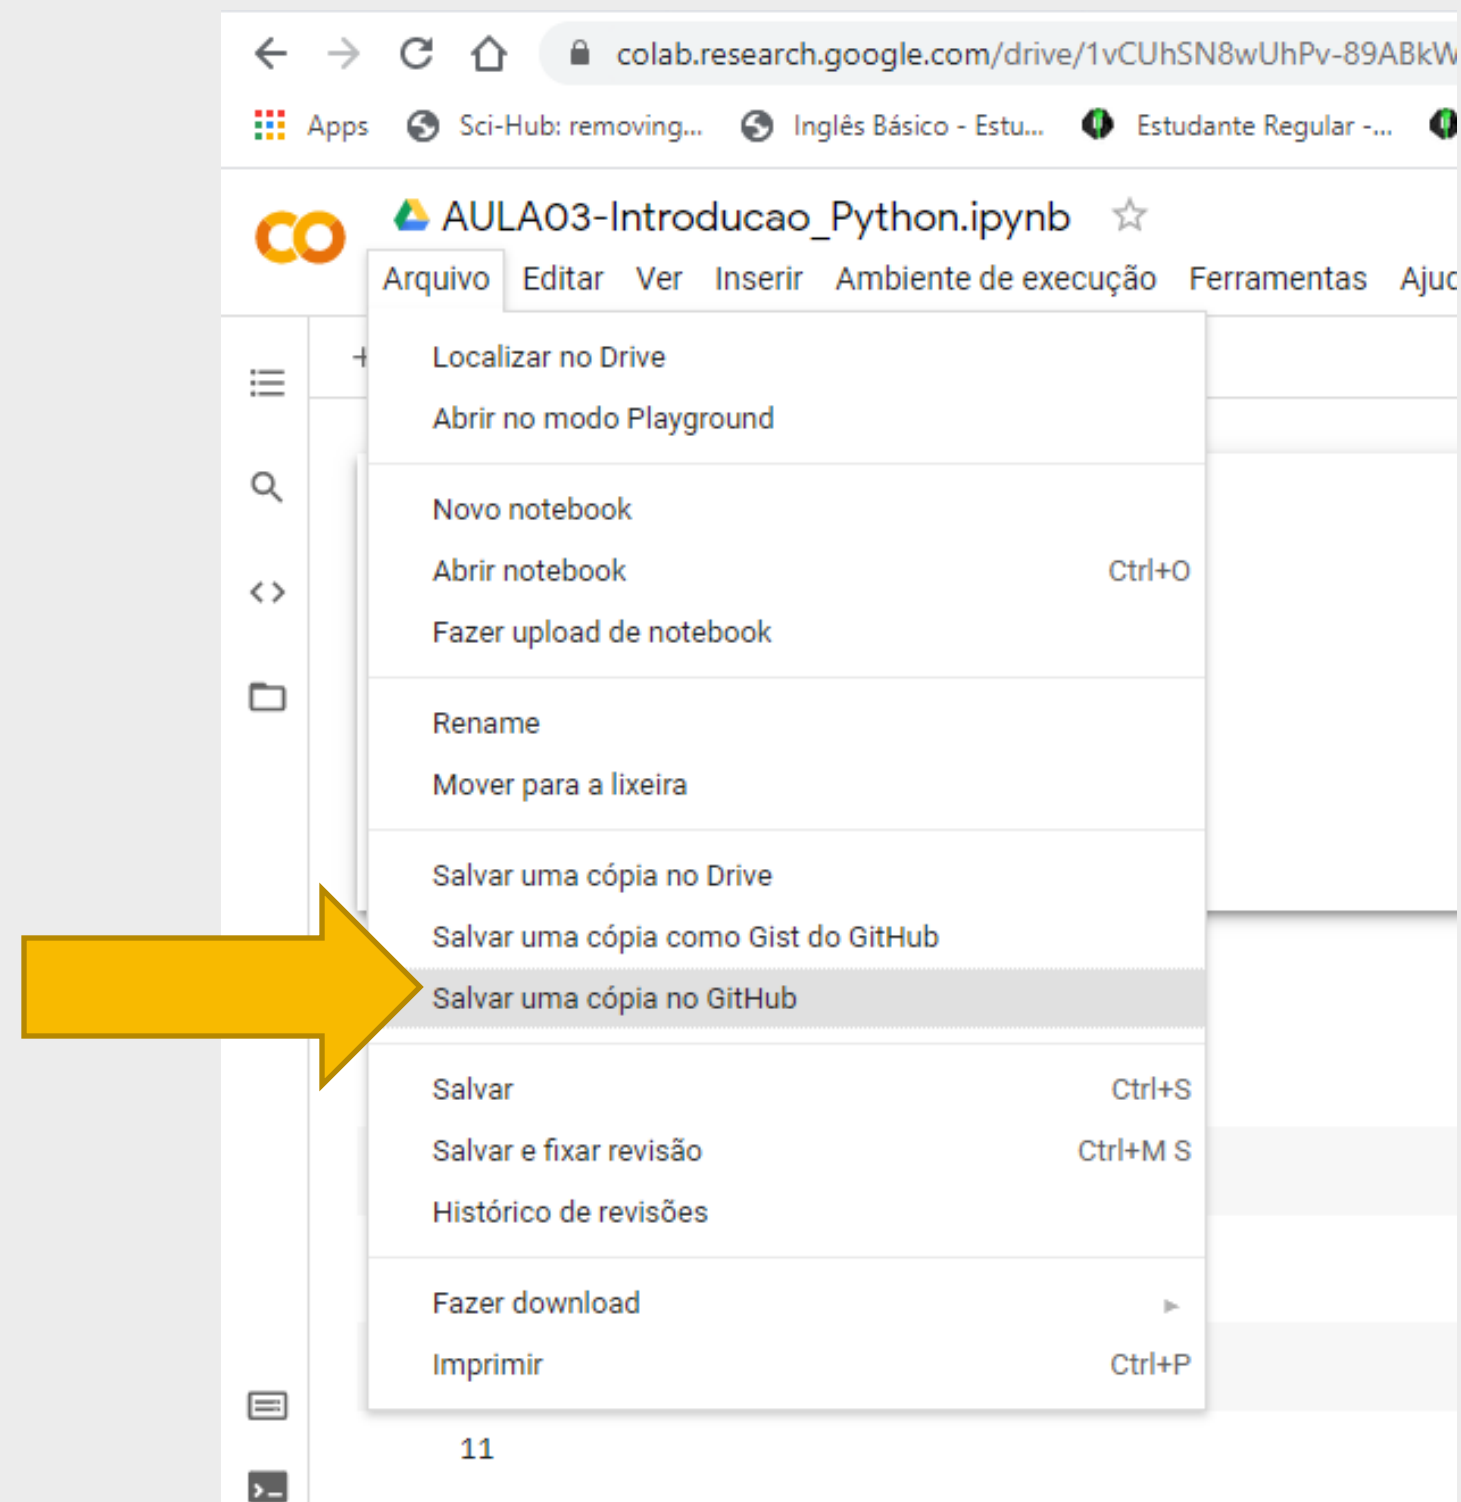 colab.research.google.com/drive/1vCUhSN8wUhPv-89ABkW
Apps Sci-Hub: removing... Inglês Básico - Estu... Estudante Regular -...
CO AULA03-Introducao_Python.ipynb
Arquivo Editar Ver Inserir Ambiente de execução Ferramentas Ajuc
+
Localizar no Drive
Abrir no modo Playground
Novo notebook
Abrir notebook Ctrl+O
Fazer upload de notebook
Rename
Mover para a lixeira
Salvar uma cópia no Drive
Salvar uma cópia como Gist do GitHub
Salvar uma cópia no GitHub
Salvar Ctrl+S
Salvar e fixar revisão Ctrl+M S
Histórico de revisões
Fazer download
Imprimir Ctrl+P
11